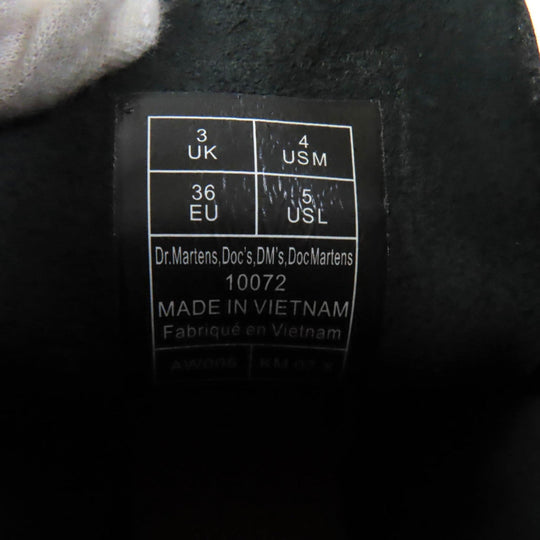 3 UK
4 USM
36 EU
5 USL
Dr.Martens,Doc's,DM's,DocMartens
10072
MADE IN VIETNAM
Fabriqué en Vietnam
AW006